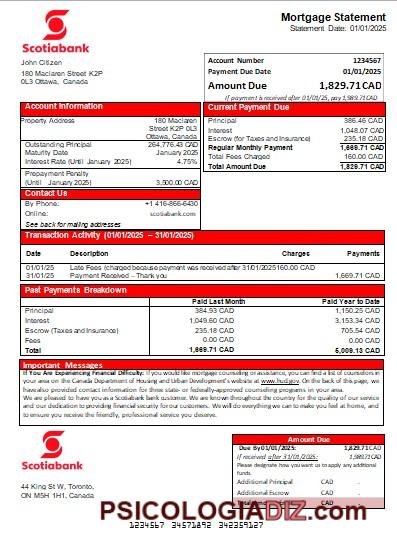 Scotiabank
Mortgage Statement
Statement Date: 01/01/2025
John Citizen
180 Maclaren Street K2P
0L3 Ottawa, Canada
Account Number 1234567
Payment Due Date 01/01/2025
Amount Due 1,829.71CAD
If payment is received after 01/01/25, pay 1,989.71CAD
Account Information
Property Address 180 Maclaren
Street K2P 0L3
Ottawa, Canada
Outstanding Principal 264,776.43 CAD
Maturity Date January 2025
Interest Rate (Until January 2025) 4.75%
Prepayment Penalty
(Until January 2025) 3,500.00 CAD
Contact Us
By Phone: +1 416-866-6430
Online: scotiabank.com
See back for mailing addresses
Current Payment Due
Principal 386.46 CAD
Interest 1,048.07 CAD
Escrow (for Taxes and Insurance) 235.18 CAD
Regular Monthly Payment 1,669.71 CAD
Total Fees Charged 160.00 CAD
Total Amount Due 1,829.71 CAD
Transaction Activity (01/01/2025 – 31/01/2025)
Date Description Charges Payments
01/01/25 Late Fees (charged because payment was received after 31/01/2025 160.00 CAD
31/01/25 Payment Received – Thank you 1,669.71 CAD
Past Payments Breakdown
Paid Last Month Paid Year to Date
Principal 384.93 CAD 1,150.25 CAD
Interest 1,049.60 CAD 3,153.34 CAD
Escrow (Taxes and Insurance) 235.18 CAD 705.54 CAD
Fees 0.00 CAD 0.00 CAD
Total 1,669.71 CAD 5,009.13 CAD
Important Messages
If You Are Experiencing Financial Difficulty: If you would like mortgage counseling or assistance, you can find a list of counselors in
your area on the Canada Department of Housing and Urban Development's website at www.hud.gov. On the back of this page, we
have also provided contact information to three state- or federally-approved counseling programs in your area.
We are pleased to have you as a Scotiabank bank customer. We are known throughout the country for the quality of our service
and our dedication to providing financial security for our customers. We will do everything we can to make you feel at home, and
to ensure you receive the friendly, professional service you deserve.
Scotiabank
44 King St W, Toronto,
ON M5H 1H1, Canada
Amount Due
Due By 01/01/2025: 1,829.71CAD
If received after 31/01/2025: 1,989.71CAD
Please designate how you want us to apply any additional
funds.
Additional Principal CAD .
Additional Escrow CAD .
PSICOLOGIADIZ.com
1234567 34571892 342359127